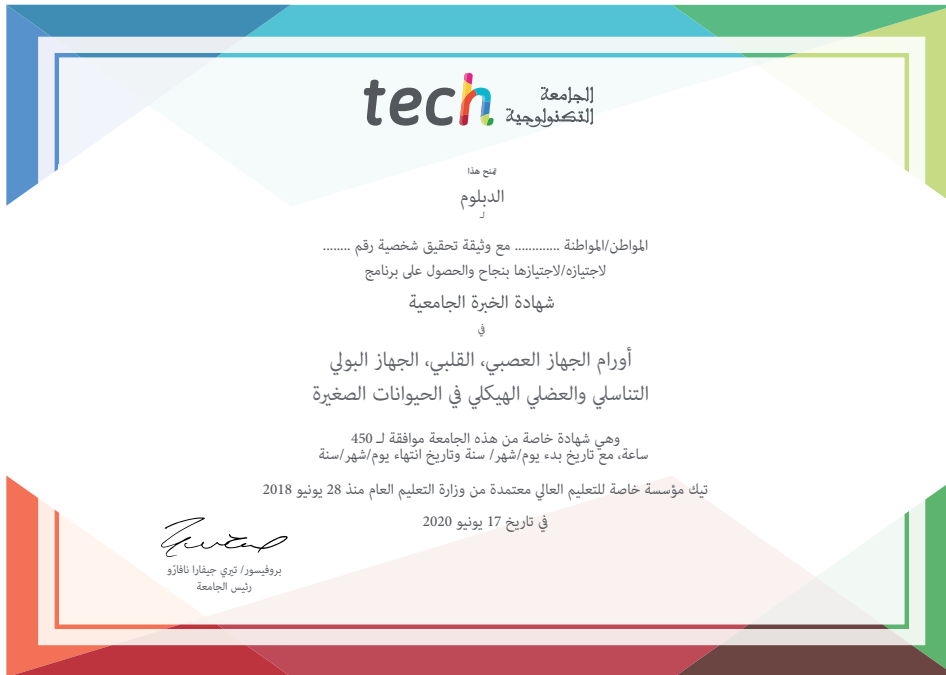 tech الجامعة
التكنولوجية
يمنح هذا
الدبلوم
لـ
المواطن/المواطنة ............. مع وثيقة تحقيق شخصية رقم ........
لاجتيازه/لاجتيازها بنجاح والحصول على برنامج
شهادة الخبرة الجامعية
في
أورام الجهاز العصبي، القلبي، الجهاز البولي
التناسلي والعضلي الهيكلي في الحيوانات الصغيرة
وهي شهادة خاصة من هذه الجامعة موافقة لـ 450
ساعة، مع تاريخ بدء يوم/شهر/ سنة وتاريخ انتهاء يوم/شهر/سنة
تيك مؤسسة خاصة للتعليم العالي معتمدة من وزارة التعليم العام منذ 28 يونيو 2018
في تاريخ 17 يونيو 2020
بروفيسور/ تيري جيفارا نافارّو
رئيس الجامعة